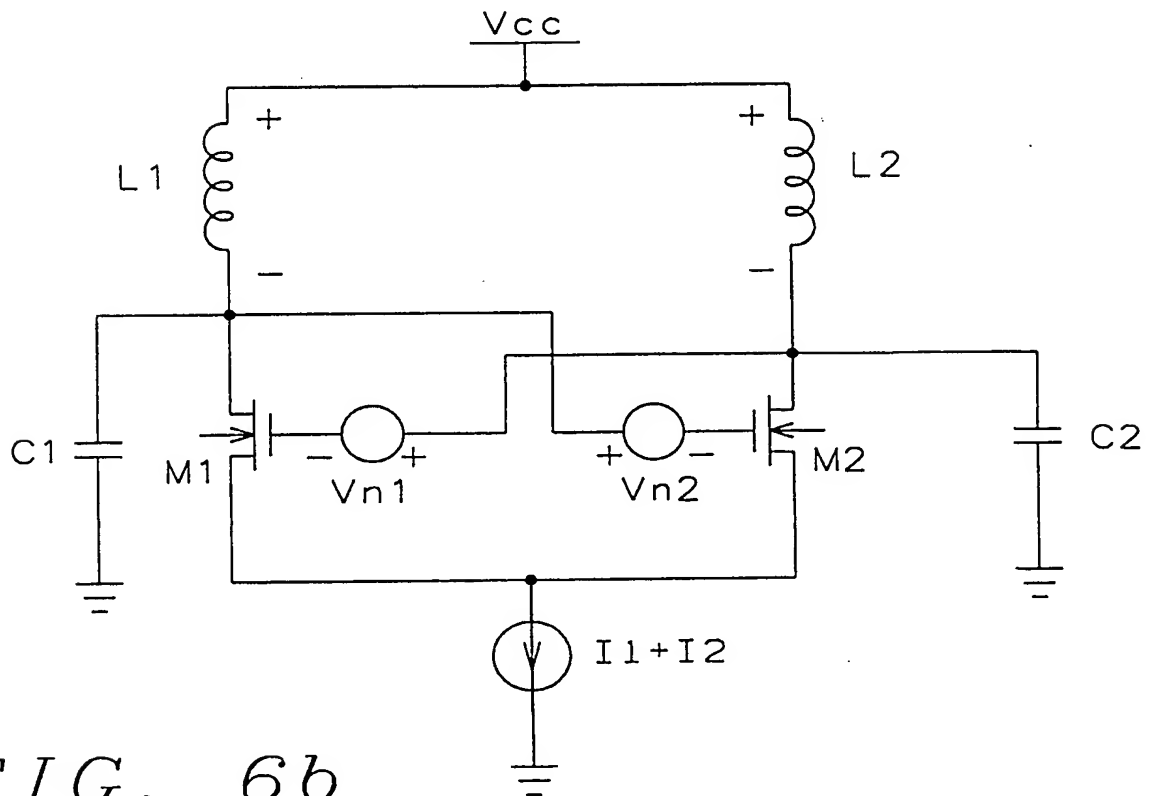 Vcc
+ +
L1 L2
- -
C1 M1 - + Vn1 + - Vn2 M2 C2
I1+I2
FIG. 6b